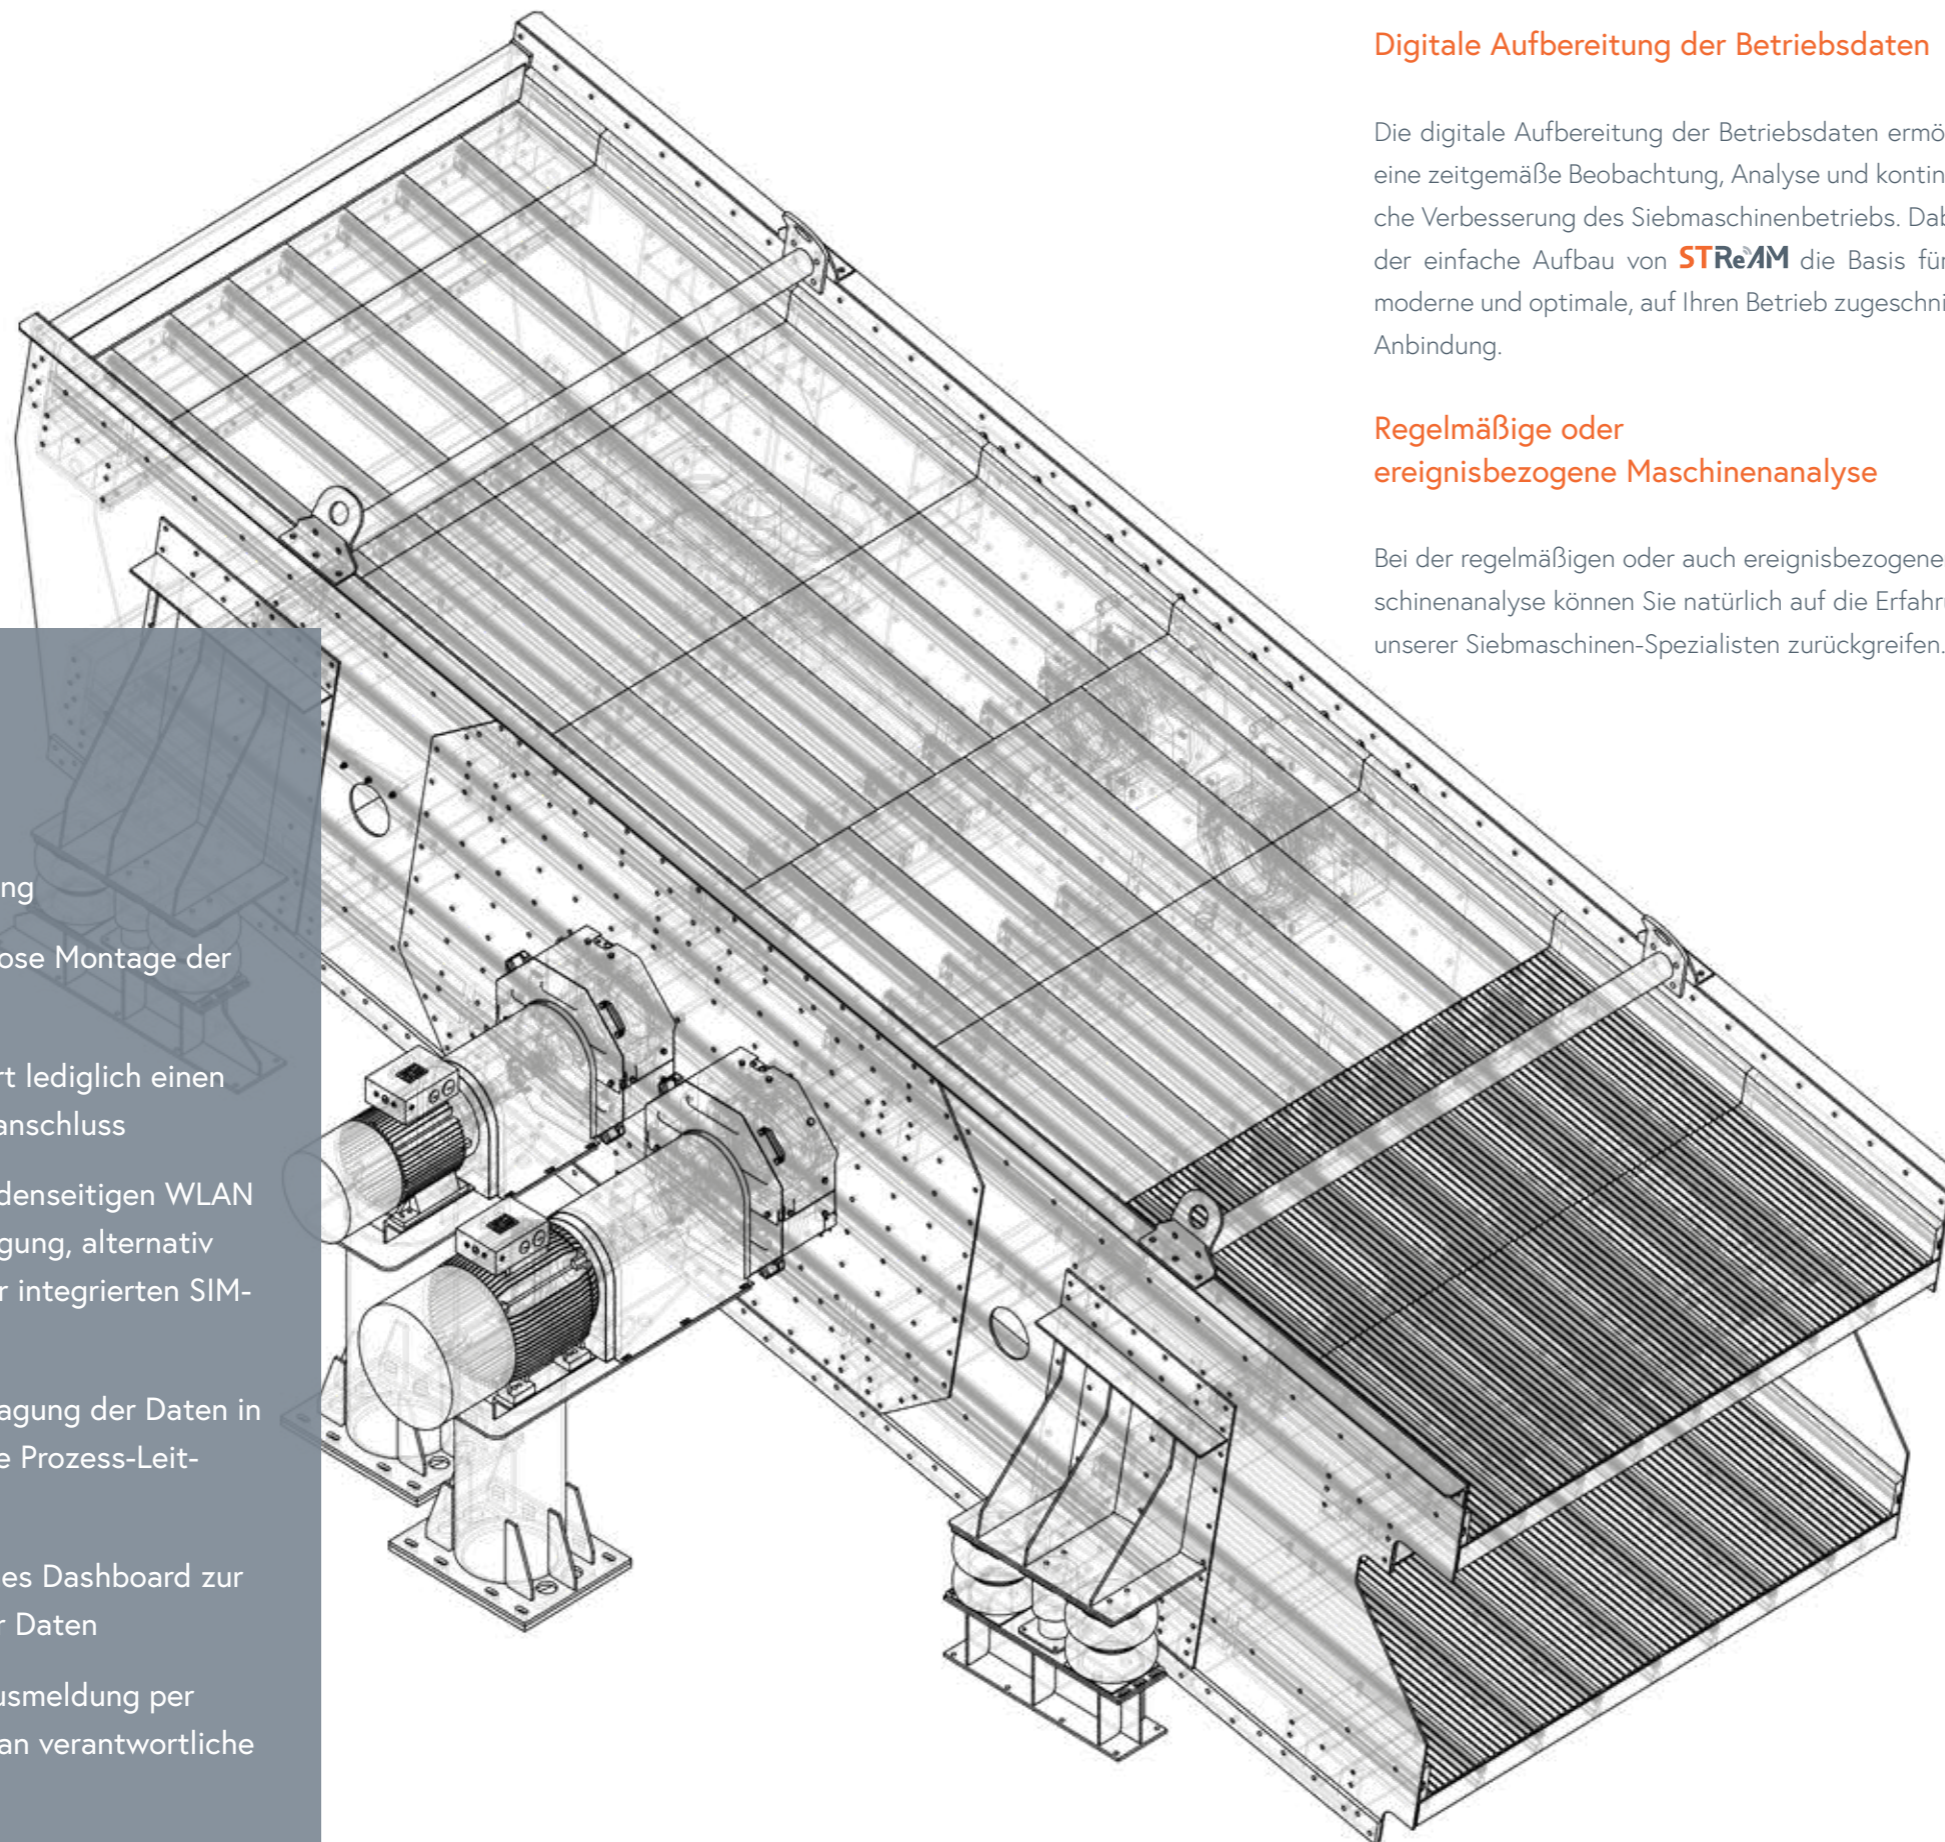 Digitale Aufbereitung der Betriebsdaten
Die digitale Aufbereitung der Betriebsdaten ermö
eine zeitgemäße Beobachtung, Analyse und kontin
che Verbesserung des Siebmaschinenbetriebs. Dab
der einfache Aufbau von STReAM die Basis für
moderne und optimale, auf Ihren Betrieb zugeschni
Anbindung.
Regelmäßige oder
ereignisbezogene Maschinenanalyse
Bei der regelmäßigen oder auch ereignisbezogene
schinenanalyse können Sie natürlich auf die Erfahr
unserer Siebmaschinen-Spezialisten zurückgreifen.
ng
ose Montage der
rt lediglich einen
anschluss
denseitigen WLAN
gung, alternativ
r integrierten SIM-
agung der Daten in
e Prozess-Leit-
es Dashboard zur
r Daten
usmeldung per
an verantwortliche